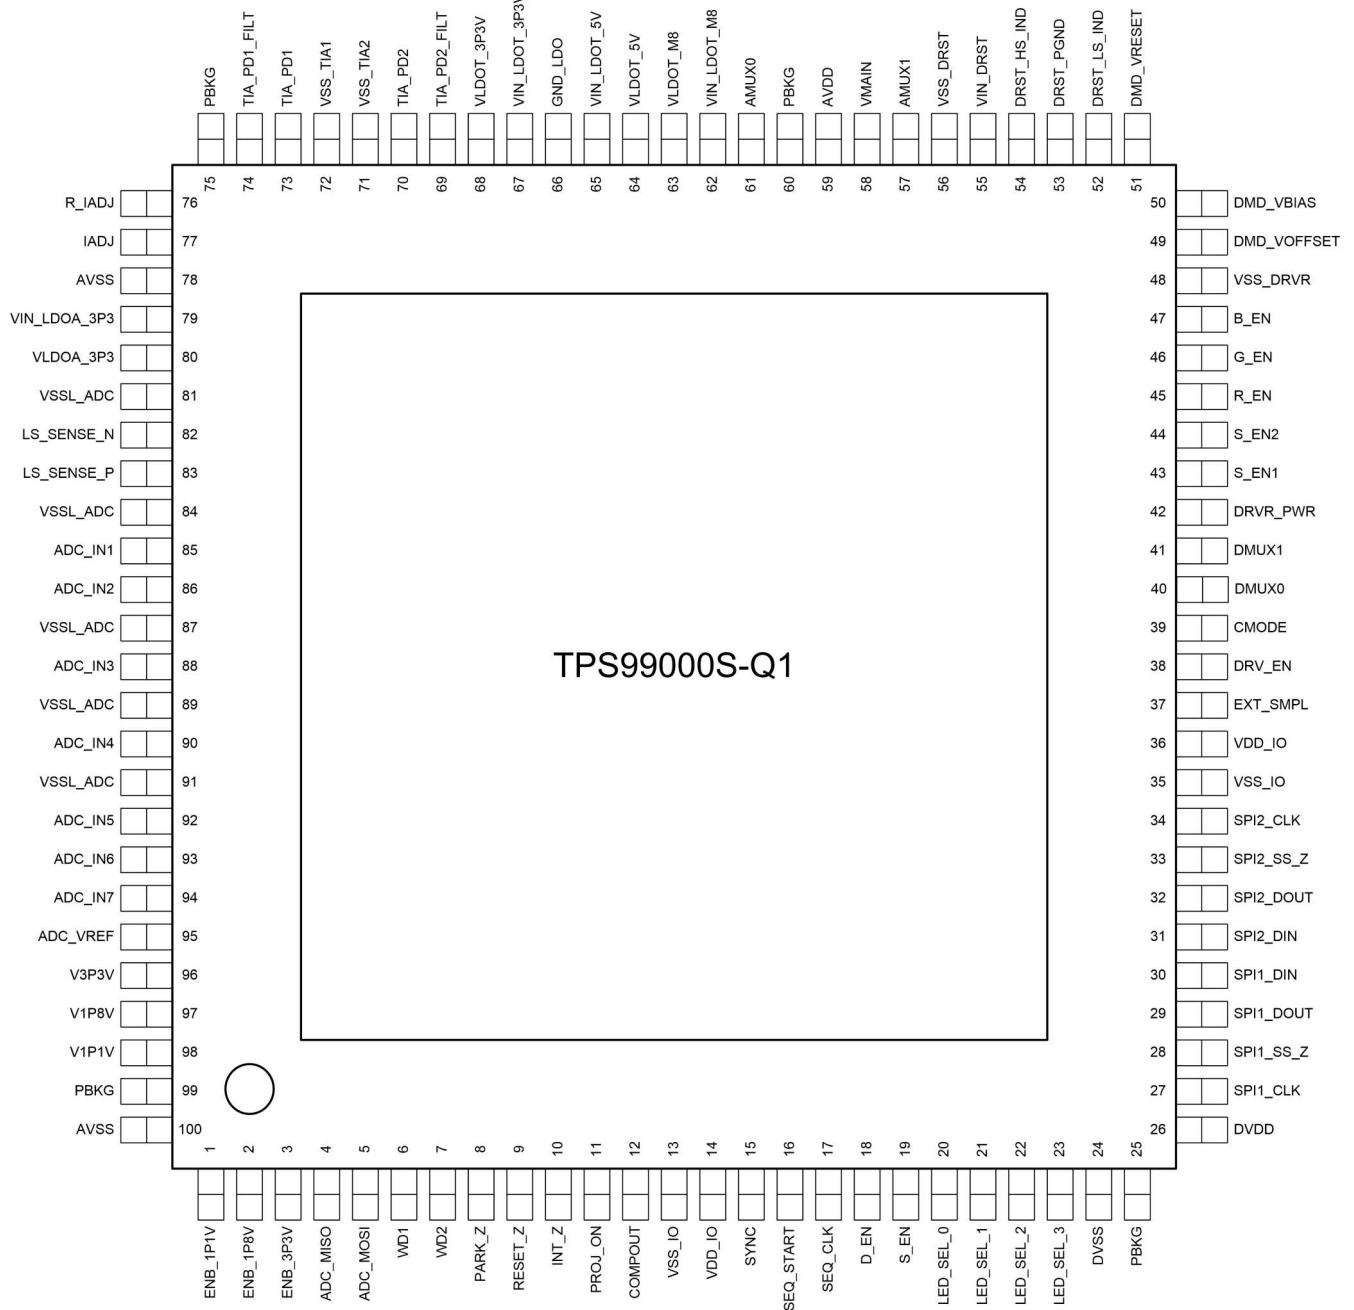 PBKG
TIA_PD1_FILT
TIA_PD1
VSS_TIA1
VSS_TIA2
TIA_PD2
TIA_PD2_FILT
VLDOT_3P3V
VIN_LDOT_3P3V
GND_LDO
VIN_LDOT_5V
VLDOT_5V
VLDOT_M8
VIN_LDOT_M8
AMUX0
PBKG
AVDD
VMAIN
AMUX1
VSS_DRST
VIN_DRST
DRST_HS_IND
DRST_PGND
DRST_LS_IND
DMD_VRESET
75
74
73
72
71
70
69
68
67
66
65
64
63
62
61
60
59
58
57
56
55
54
53
52
51
R_IADJ 76
IADJ 77
AVSS 78
VIN_LDOA_3P3 79
VLDOA_3P3 80
VSSL_ADC 81
LS_SENSE_N 82
LS_SENSE_P 83
VSSL_ADC 84
ADC_IN1 85
ADC_IN2 86
VSSL_ADC 87
ADC_IN3 88
VSSL_ADC 89
ADC_IN4 90
VSSL_ADC 91
ADC_IN5 92
ADC_IN6 93
ADC_IN7 94
ADC_VREF 95
V3P3V 96
V1P8V 97
V1P1V 98
PBKG 99
AVSS 100
TPS99000S-Q1
50 DMD_VBIAS
49 DMD_VOFFSET
48 VSS_DRVR
47 B_EN
46 G_EN
45 R_EN
44 S_EN2
43 S_EN1
42 DRVR_PWR
41 DMUX1
40 DMUX0
39 CMODE
38 DRV_EN
37 EXT_SMPL
36 VDD_IO
35 VSS_IO
34 SPI2_CLK
33 SPI2_SS_Z
32 SPI2_DOUT
31 SPI2_DIN
30 SPI1_DIN
29 SPI1_DOUT
28 SPI1_SS_Z
27 SPI1_CLK
26 DVDD
1
2
3
4
5
6
7
8
9
10
11
12
13
14
15
16
17
18
19
20
21
22
23
24
25
ENB_1P1V
ENB_1P8V
ENB_3P3V
ADC_MISO
ADC_MOSI
WD1
WD2
PARK_Z
RESET_Z
INT_Z
PROJ_ON
COMPOUT
VSS_IO
VDD_IO
SYNC
SEQ_START
SEQ_CLK
D_EN
S_EN
LED_SEL_0
LED_SEL_1
LED_SEL_2
LED_SEL_3
DVSS
PBKG